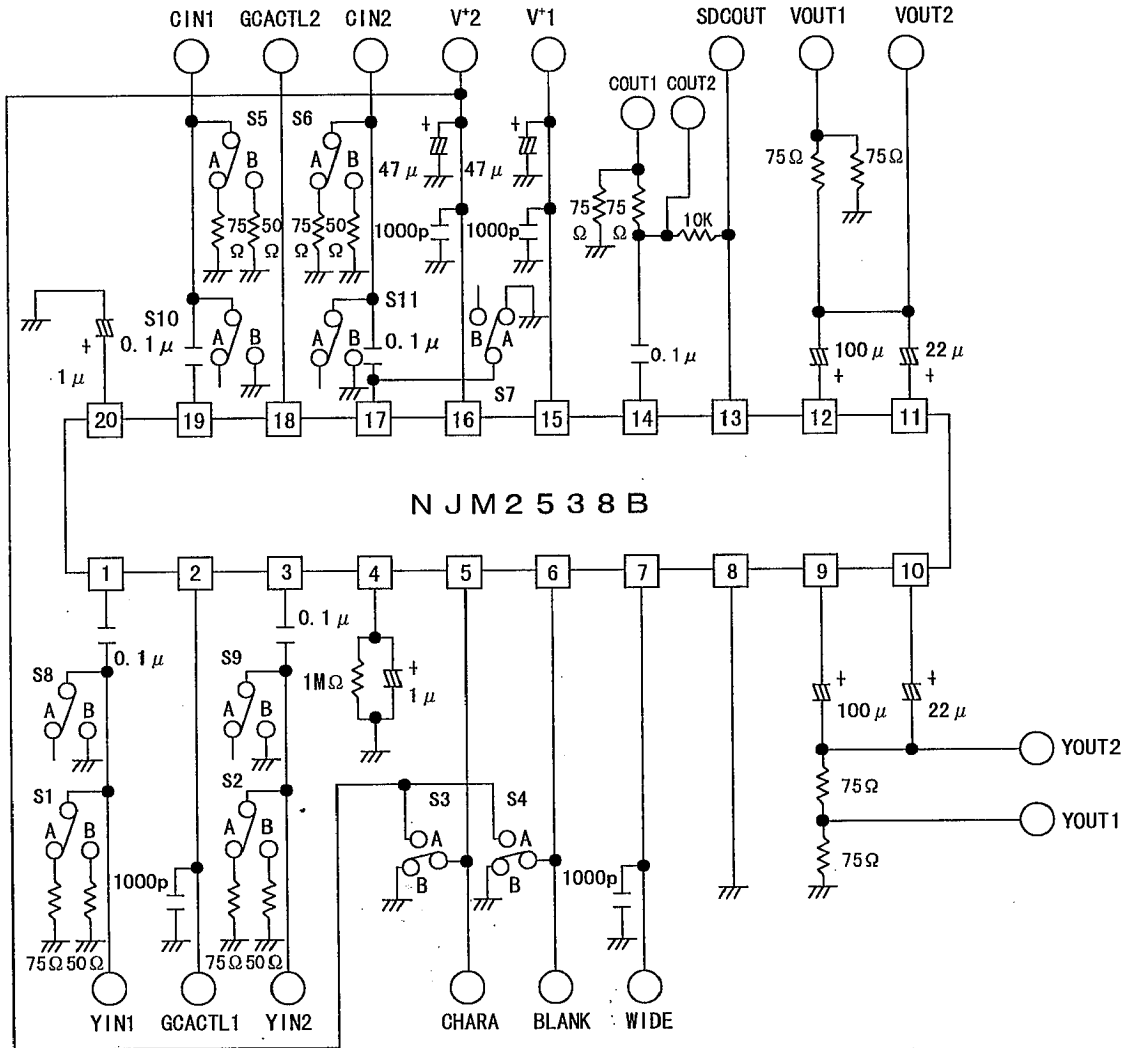 CIN1 GCACTL2 CIN2 V+2 V+1 SDCOUT VOUT1 VOUT2
COUT1 COUT2
S5 S6
A B A B
+ 47μ 47μ +
75Ω 75Ω
75 50 75 50 1000p 1000p 75 75 10K
Ω Ω Ω Ω Ω Ω
S10 S11
A B A B B A
+ 0.1μ 0.1μ 0.1μ 100μ 22μ
1μ S7 + +
20 19 18 17 16 15 14 13 12 11
NJM2538B
1 2 3 4 5 6 7 8 9 10
0.1μ 0.1μ
S8 S9
A B A B
1MΩ + 1μ
+ 100μ + 22μ
YOUT2
S1 S2 S3 S4
A B A B A A
B B
75Ω
YOUT1
75Ω
1000p 1000p
75Ω 50Ω 75Ω 50Ω
YIN1 GCACTL1 YIN2 CHARA BLANK WIDE